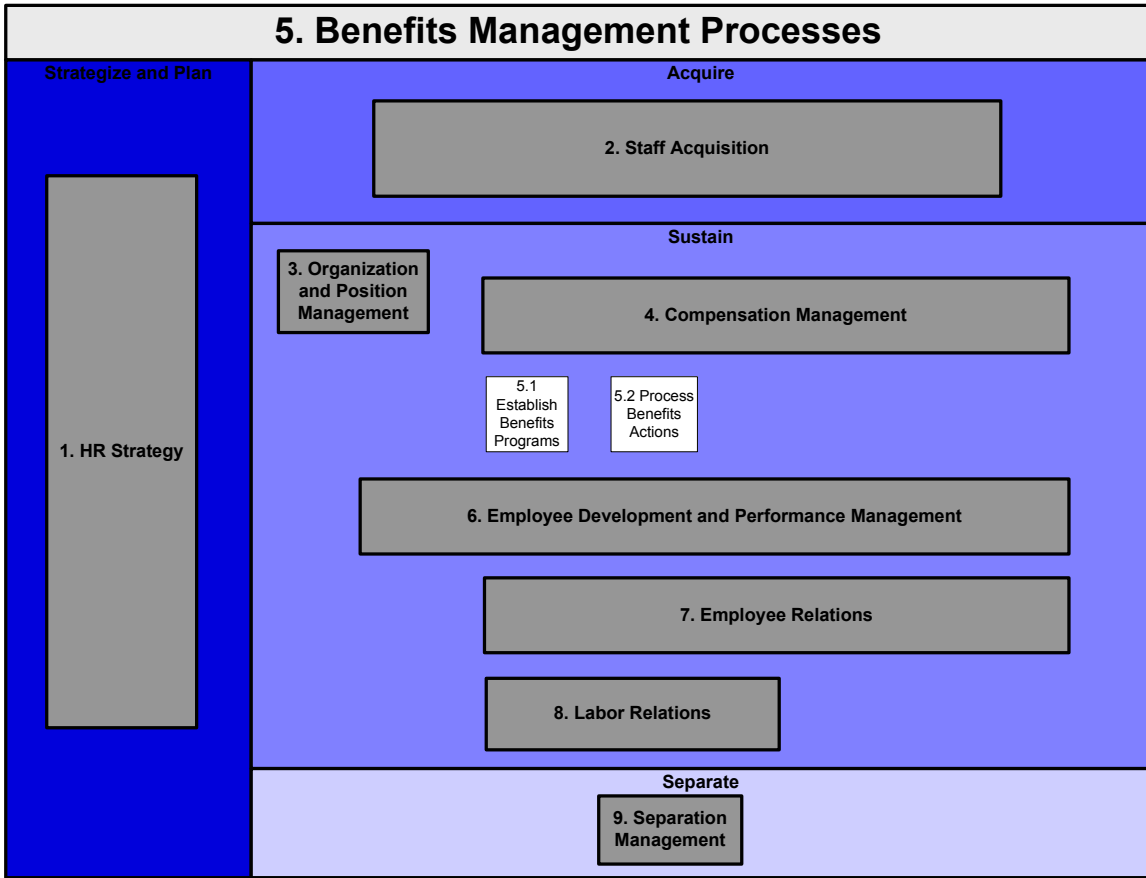 5. Benefits Management Processes
Strategize and Plan
Acquire
2. Staff Acquisition
1. HR Strategy
Sustain
3. Organization
and Position
Management
4. Compensation Management
5.1
Establish
Benefits
Programs
5.2 Process
Benefits
Actions
6. Employee Development and Performance Management
7. Employee Relations
8. Labor Relations
Separate
9. Separation
Management